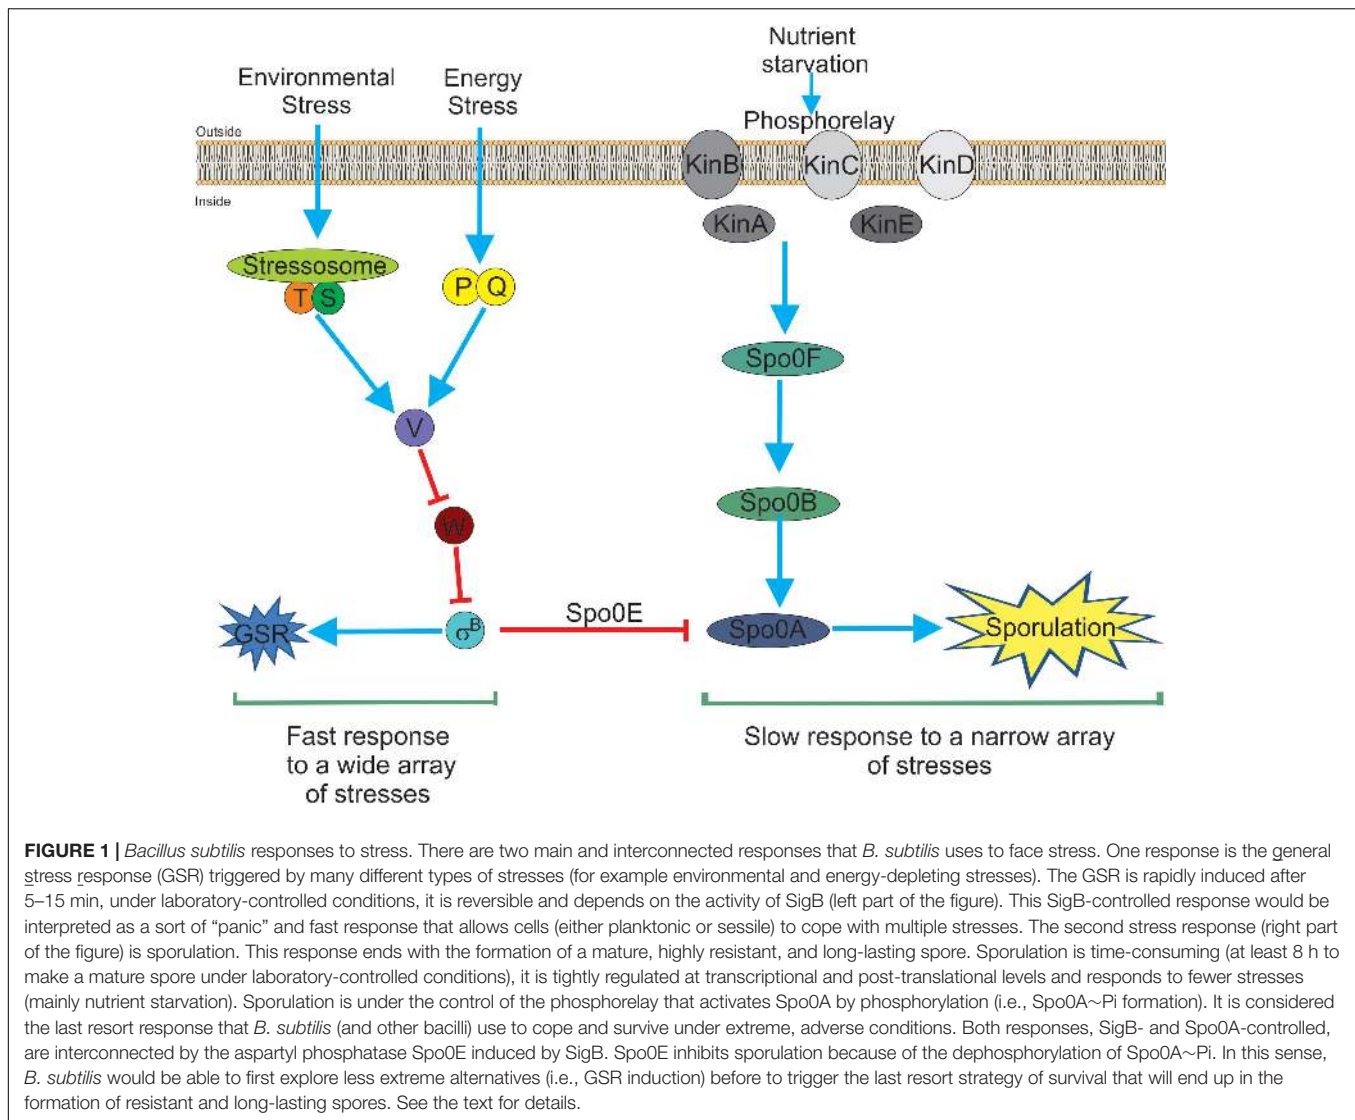 Nutrient
starvation
Environmental
Stress
Energy
Stress
Phosphorelay
Outside
KinB
KinC
KinD
Inside
KinA
KinE
Stressosome
T
S
P
Q
Spo0F
V
Spo0B
W
GSR
σB
Spo0E
Spo0A
Sporulation
Fast response
to a wide array
of stresses
Slow response to a narrow array
of stresses
FIGURE 1 | Bacillus subtilis responses to stress. There are two main and interconnected responses that B. subtilis uses to face stress. One response is the general
stress response (GSR) triggered by many different types of stresses (for example environmental and energy-depleting stresses). The GSR is rapidly induced after
5–15 min, under laboratory-controlled conditions, it is reversible and depends on the activity of SigB (left part of the figure). This SigB-controlled response would be
interpreted as a sort of “panic” and fast response that allows cells (either planktonic or sessile) to cope with multiple stresses. The second stress response (right part
of the figure) is sporulation. This response ends with the formation of a mature, highly resistant, and long-lasting spore. Sporulation is time-consuming (at least 8 h to
make a mature spore under laboratory-controlled conditions), it is tightly regulated at transcriptional and post-translational levels and responds to fewer stresses
(mainly nutrient starvation). Sporulation is under the control of the phosphorelay that activates Spo0A by phosphorylation (i.e., Spo0A∼Pi formation). It is considered
the last resort response that B. subtilis (and other bacilli) use to cope and survive under extreme, adverse conditions. Both responses, SigB- and Spo0A-controlled,
are interconnected by the aspartyl phosphatase Spo0E induced by SigB. Spo0E inhibits sporulation because of the dephosphorylation of Spo0A∼Pi. In this sense,
B. subtilis would be able to first explore less extreme alternatives (i.e., GSR induction) before to trigger the last resort strategy of survival that will end up in the
formation of resistant and long-lasting spores. See the text for details.